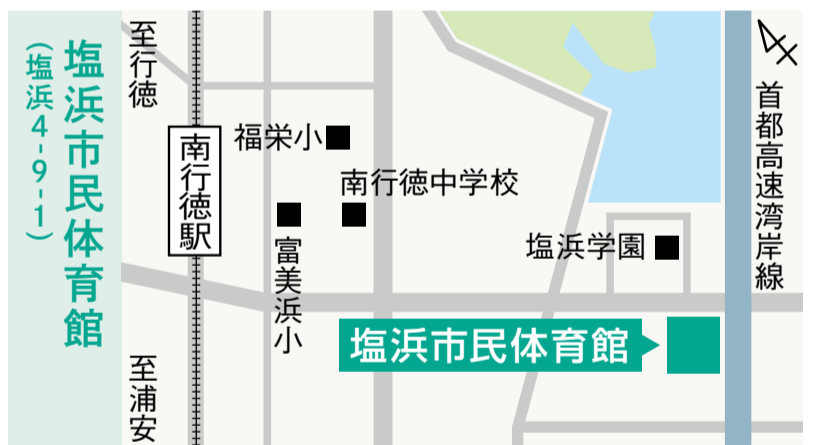 塩浜市民体育館
（塩浜4-9-1）
至行徳
南行徳駅
至浦安
福栄小
南行徳中学校
富美浜小
塩浜学園
塩浜市民体育館
首都高速湾岸線